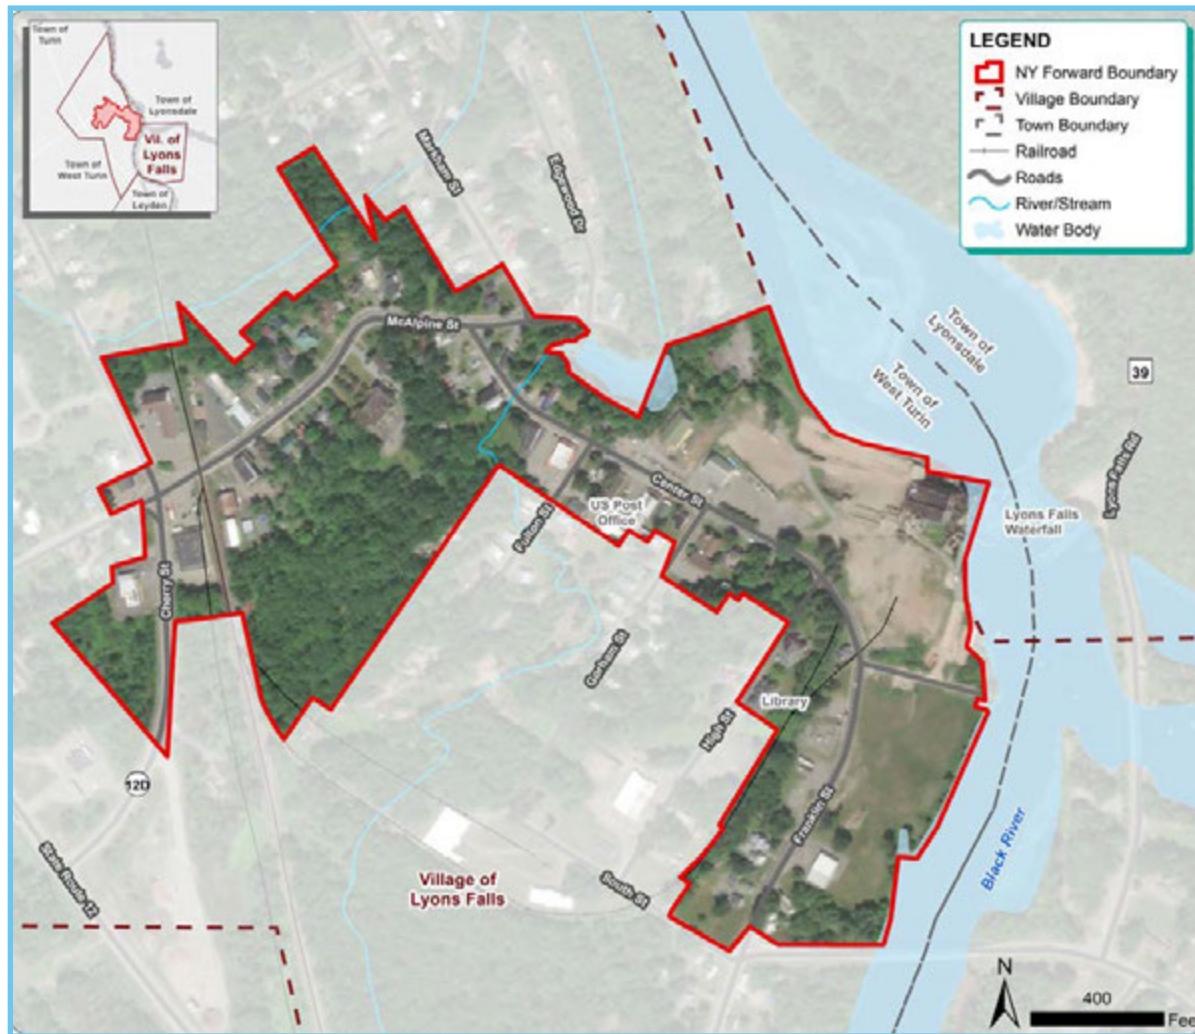 Town of
Turin
Town of
Lyonsdale
Vil. of
Lyons
Falls
Town of
West Turin
Town of
Leyden
LEGEND
NY Forward Boundary
Village Boundary
Town Boundary
Railroad
Roads
River/Stream
Water Body
Markham St
Edgewood Dr
McAlpine St
Town of
Lyonsdale
Town of
West Turin
39
Lyons Falls Rd
Center St
US Post
Office
Fulton St
Lyons Falls
Waterfall
Cherry St
Gorham St
Library
High St
12D
Franklin St
Black River
State Route 12
Village of
Lyons Falls
South St
N
400
Fee